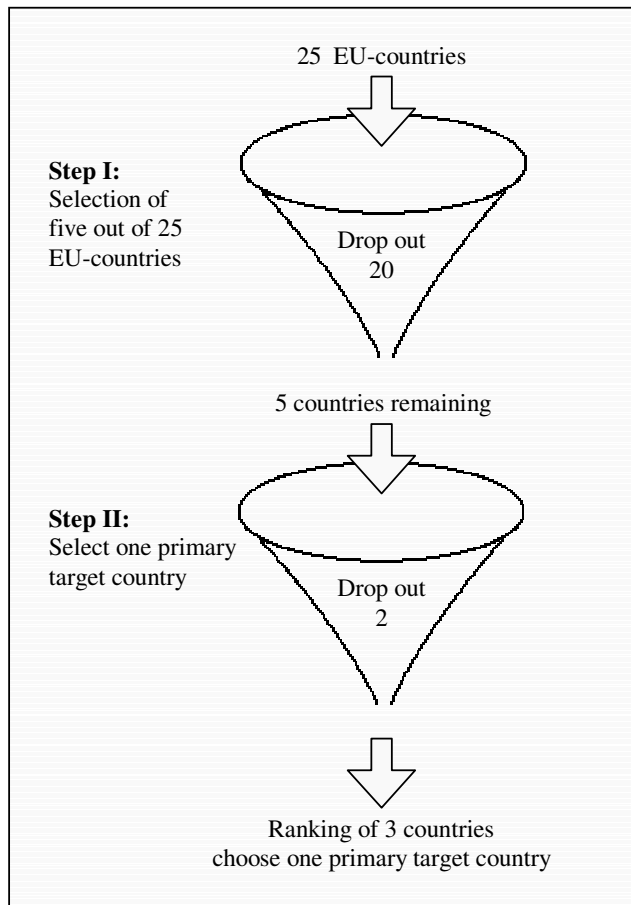 25 EU-countries
Step I:
Selection of
five out of 25
EU-countries
Drop out
20
5 countries remaining
Step II:
Select one primary
target country
Drop out
2
Ranking of 3 countries
choose one primary target country